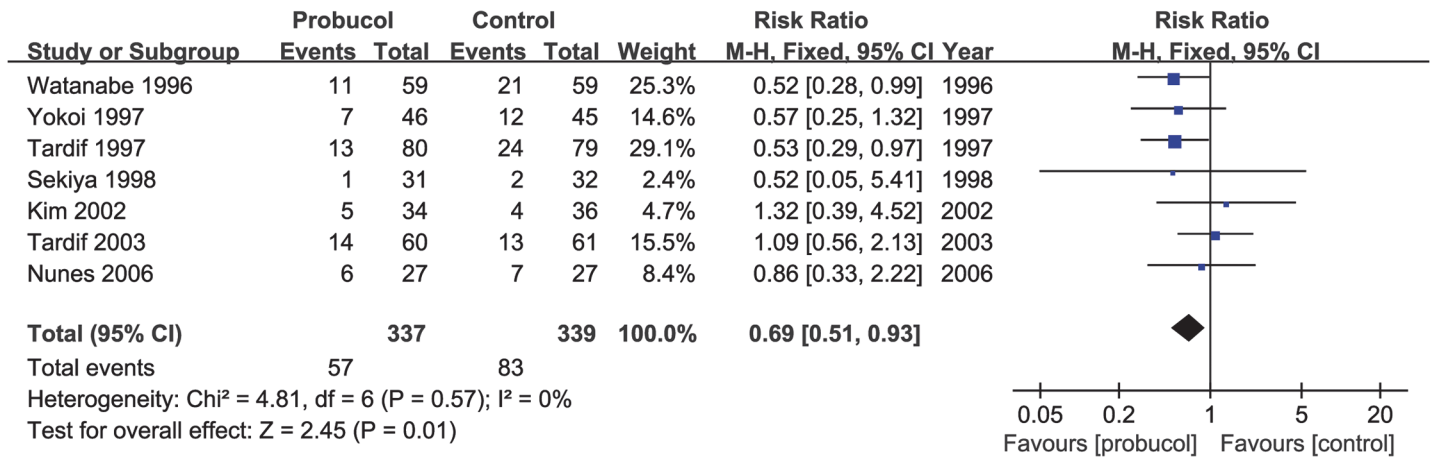 Probucol Control Risk Ratio Risk Ratio
Study or Subgroup Events Total Events Total Weight M-H, Fixed, 95% CI Year M-H, Fixed, 95% CI
Watanabe 1996 11 59 21 59 25.3% 0.52 [0.28, 0.99] 1996
Yokoi 1997 7 46 12 45 14.6% 0.57 [0.25, 1.32] 1997
Tardif 1997 13 80 24 79 29.1% 0.53 [0.29, 0.97] 1997
Sekiya 1998 1 31 2 32 2.4% 0.52 [0.05, 5.41] 1998
Kim 2002 5 34 4 36 4.7% 1.32 [0.39, 4.52] 2002
Tardif 2003 14 60 13 61 15.5% 1.09 [0.56, 2.13] 2003
Nunes 2006 6 27 7 27 8.4% 0.86 [0.33, 2.22] 2006
Total (95% CI) 337 339 100.0% 0.69 [0.51, 0.93]
Total events 57 83
Heterogeneity: Chi² = 4.81, df = 6 (P = 0.57); I² = 0%
Test for overall effect: Z = 2.45 (P = 0.01)
0.05 0.2 1 5 20
Favours [probucol] Favours [control]